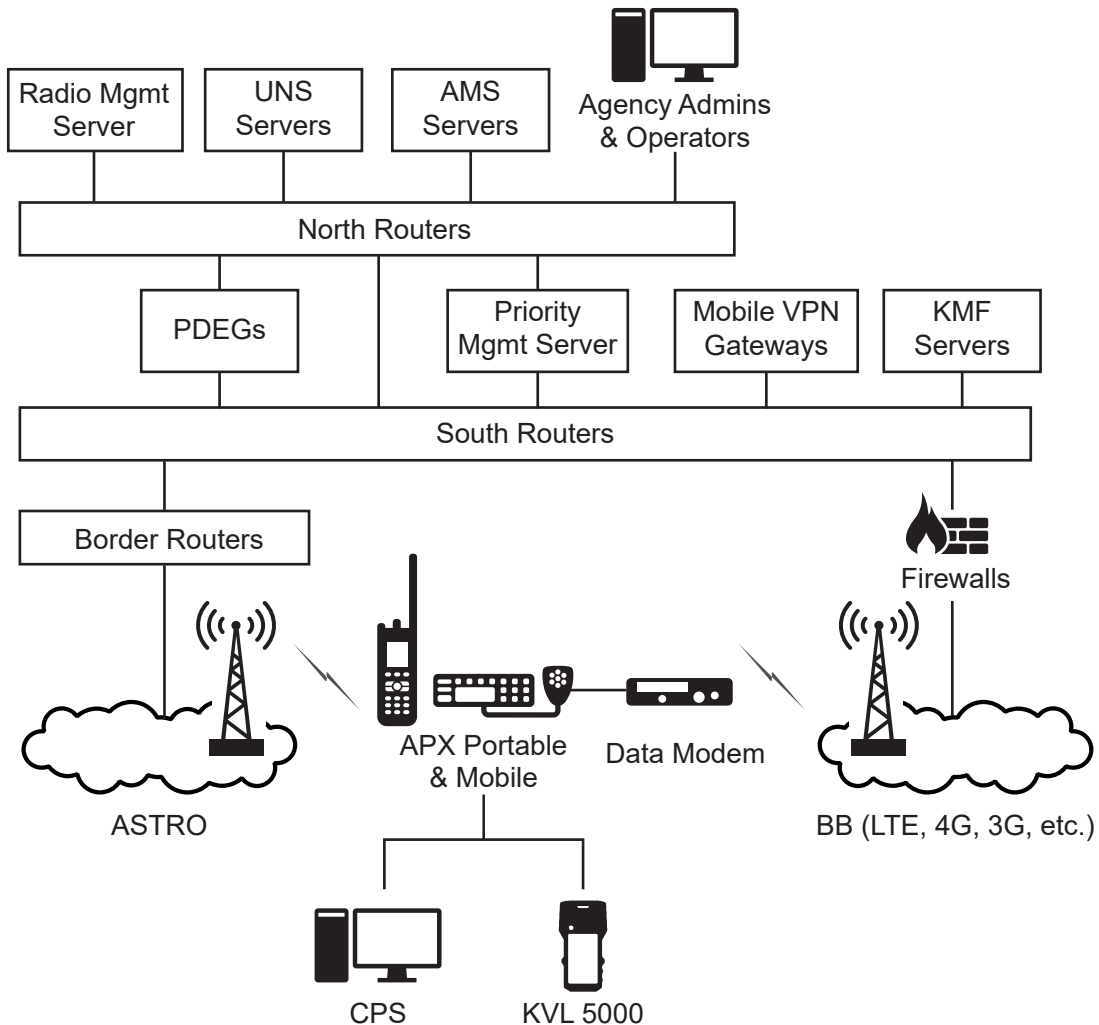 Radio Mgmt
Server
UNS
Servers
AMS
Servers
Agency Admins
& Operators
North Routers
PDEGs
Priority
Mgmt Server
Mobile VPN
Gateways
KMF
Servers
South Routers
Border Routers
Firewalls
APX Portable
& Mobile
Data Modem
ASTRO
BB (LTE, 4G, 3G, etc.)
CPS
KVL 5000